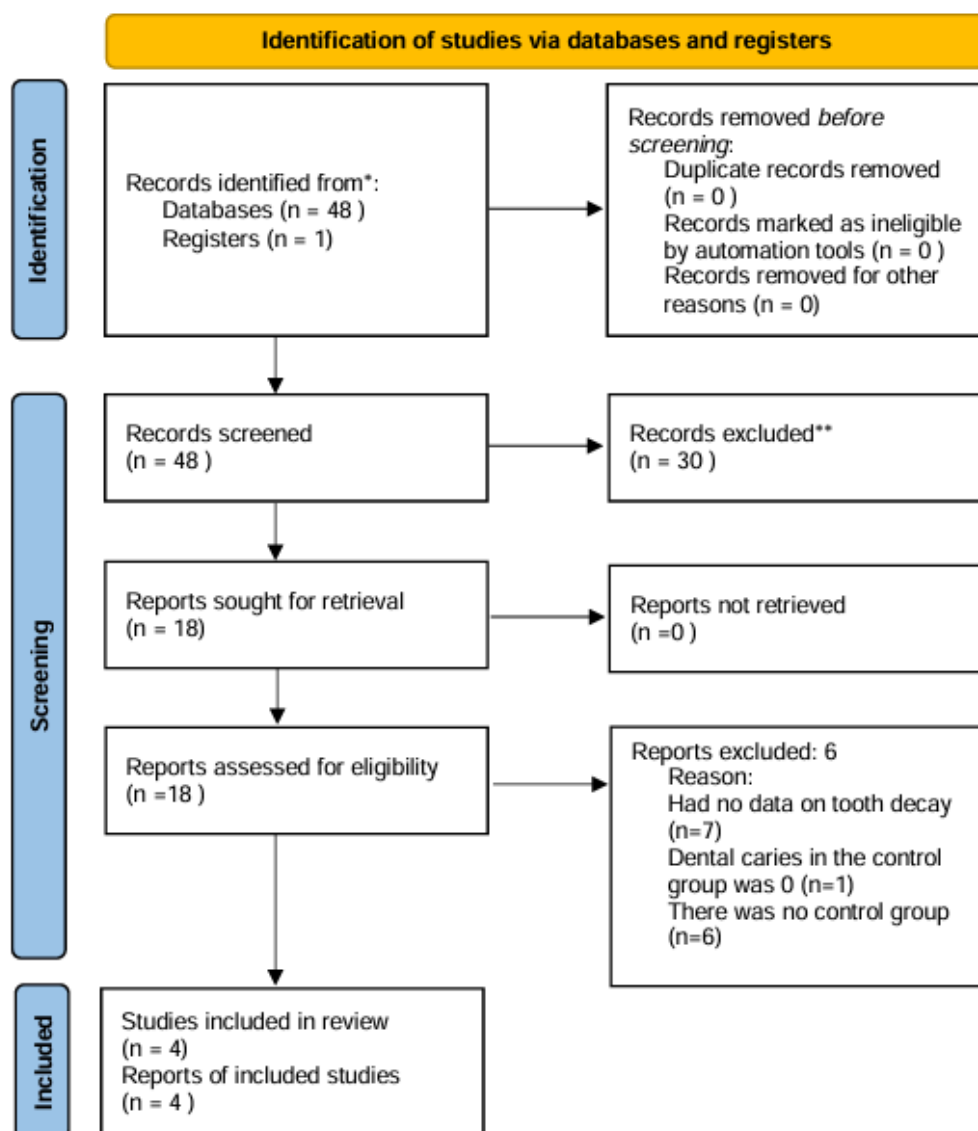 Identification of studies via databases and registers
Identification
Records identified from*:
Databases (n = 48 )
Registers (n = 1)
Records removed before
screening:
Duplicate records removed
(n = 0 )
Records marked as ineligible
by automation tools (n = 0 )
Records removed for other
reasons (n = 0)
Screening
Records screened
(n = 48 )
Records excluded**
(n = 30 )
Reports sought for retrieval
(n = 18)
Reports not retrieved
(n =0 )
Reports assessed for eligibility
(n =18 )
Reports excluded: 6
Reason:
Had no data on tooth decay
(n=7)
Dental caries in the control
group was 0 (n=1)
There was no control group
(n=6)
Included
Studies included in review
(n = 4)
Reports of included studies
(n = 4 )